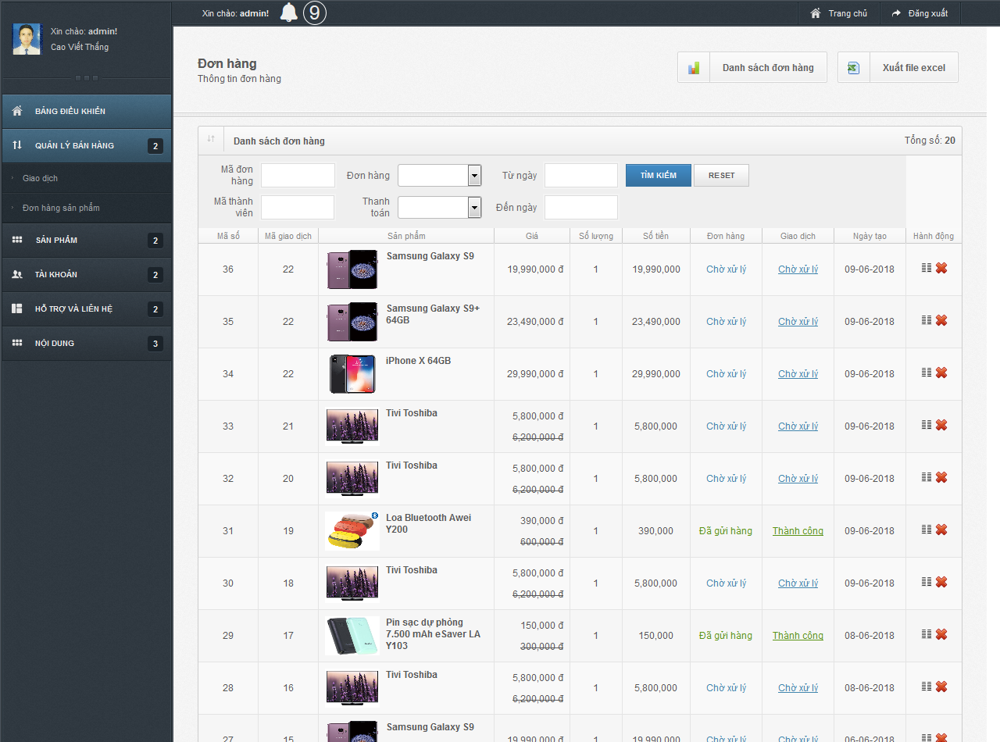 Xin chào: admin!
9
Trang chủ
Đăng xuất
Xin chào: admin!
Cao Viết Thắng
BẢNG ĐIỀU KHIỂN
QUẢN LÝ BÁN HÀNG 2
Giao dịch
Đơn hàng sản phẩm
SẢN PHẨM 2
TÀI KHOẢN 2
HỖ TRỢ VÀ LIÊN HỆ 2
NỘI DUNG 3
Đơn hàng
Thông tin đơn hàng
Danh sách đơn hàng
Xuất file excel
Danh sách đơn hàng
Tổng số: 20
Mã đơn hàng
Đơn hàng
Từ ngày
TÌM KIẾM
RESET
Mã thành viên
Thanh toán
Đến ngày
Mã số Mã giao dịch Sản phẩm Giá Số lượng Số tiền Đơn hàng Giao dịch Ngày tạo Hành động
36 22 Samsung Galaxy S9 19,990,000 đ 1 19,990,000 Chờ xử lý Chờ xử lý 09-06-2018
35 22 Samsung Galaxy S9+ 64GB 23,490,000 đ 1 23,490,000 Chờ xử lý Chờ xử lý 09-06-2018
34 22 iPhone X 64GB 29,990,000 đ 1 29,990,000 Chờ xử lý Chờ xử lý 09-06-2018
33 21 Tivi Toshiba 5,800,000 đ 6,200,000 đ 1 5,800,000 Chờ xử lý Chờ xử lý 09-06-2018
32 20 Tivi Toshiba 5,800,000 đ 6,200,000 đ 1 5,800,000 Chờ xử lý Chờ xử lý 09-06-2018
31 19 Loa Bluetooth Awei Y200 390,000 đ 600,000 đ 1 390,000 Đã gửi hàng Thành công 09-06-2018
30 18 Tivi Toshiba 5,800,000 đ 6,200,000 đ 1 5,800,000 Chờ xử lý Chờ xử lý 09-06-2018
29 17 Pin sạc dự phòng 7.500 mAh eSaver LA Y103 150,000 đ 300,000 đ 1 150,000 Đã gửi hàng Thành công 08-06-2018
28 16 Tivi Toshiba 5,800,000 đ 6,200,000 đ 1 5,800,000 Chờ xử lý Chờ xử lý 08-06-2018
27 15 Samsung Galaxy S9 19,990,000 đ 1 19,990,000 Chờ xử lý Chờ xử lý 06-06-2018